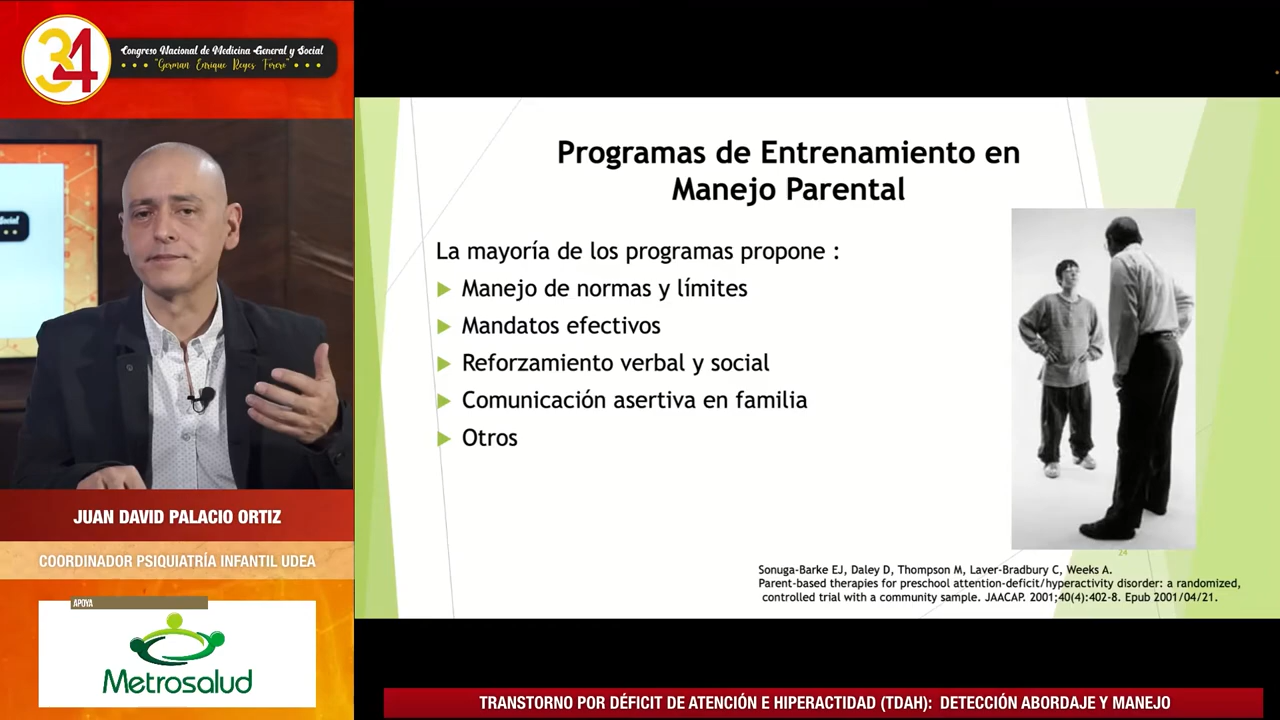 34
Congreso Nacional de Medicina General y Social
"German Enrique Reyes Forero"
Social
JUAN DAVID PALACIO ORTIZ
COORDINADOR PSIQUIATRÍA INFANTIL UDEA
APOYA
Metrosalud
Programas de Entrenamiento en
Manejo Parental
La mayoría de los programas propone :
Manejo de normas y límites
Mandatos efectivos
Reforzamiento verbal y social
Comunicación asertiva en familia
Otros
24
Sonuga-Barke EJ, Daley D, Thompson M, Laver-Bradbury C, Weeks A.
Parent-based therapies for preschool attention-deficit/hyperactivity disorder: a randomized,
controlled trial with a community sample. JAACAP. 2001;40(4):402-8. Epub 2001/04/21.
TRANSTORNO POR DÉFICIT DE ATENCIÓN E HIPERACTIDAD (TDAH): DETECCIÓN ABORDAJE Y MANEJO